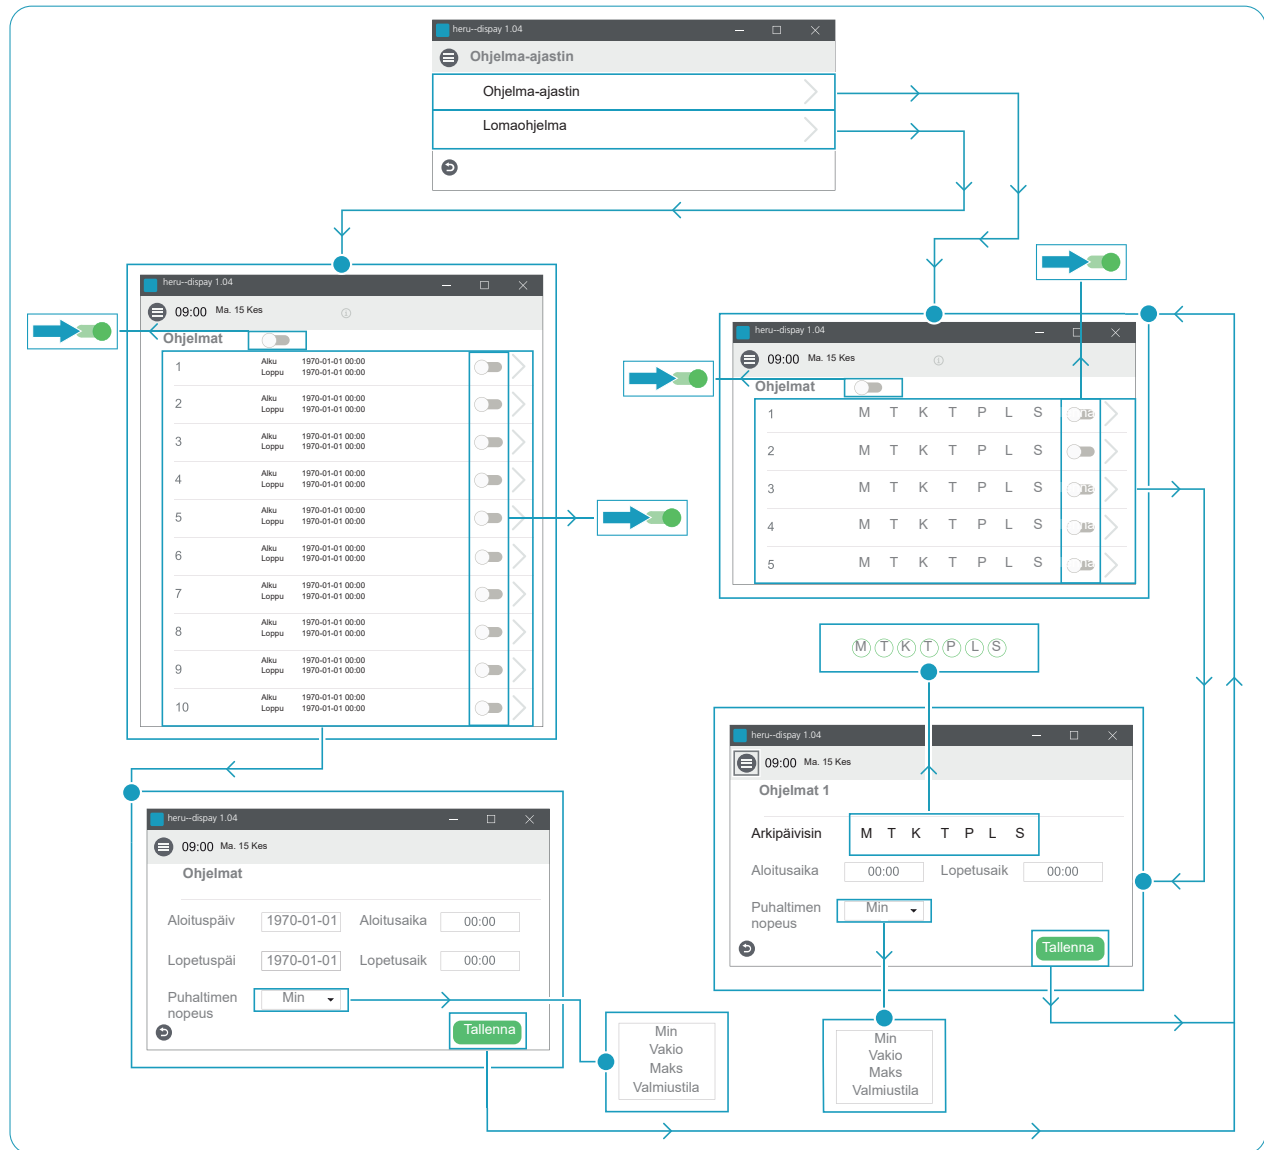 heru--dispay 1.04
Ohjelma-ajastin
Ohjelma-ajastin
Lomaohjelma
heru--dispay 1.04
09:00 Ma. 15 Kes
Ohjelmat
1 Alku 1970-01-01 00:00
Loppu 1970-01-01 00:00
2 Alku 1970-01-01 00:00
Loppu 1970-01-01 00:00
3 Alku 1970-01-01 00:00
Loppu 1970-01-01 00:00
4 Alku 1970-01-01 00:00
Loppu 1970-01-01 00:00
5 Alku 1970-01-01 00:00
Loppu 1970-01-01 00:00
6 Alku 1970-01-01 00:00
Loppu 1970-01-01 00:00
7 Alku 1970-01-01 00:00
Loppu 1970-01-01 00:00
8 Alku 1970-01-01 00:00
Loppu 1970-01-01 00:00
9 Alku 1970-01-01 00:00
Loppu 1970-01-01 00:00
10 Alku 1970-01-01 00:00
Loppu 1970-01-01 00:00
heru--dispay 1.04
09:00 Ma. 15 Kes
Ohjelmat
1 M T K T P L S
2 M T K T P L S
3 M T K T P L S
4 M T K T P L S
5 M T K T P L S
M T K T P L S
heru--dispay 1.04
09:00 Ma. 15 Kes
Ohjelmat 1
Arkipäivisin M T K T P L S
Aloitusaika 00:00 Lopetusaik 00:00
Puhaltimen Min
nopeus
Tallenna
Min
Vakio
Maks
Valmiustila
heru--dispay 1.04
09:00 Ma. 15 Kes
Ohjelmat
Aloituspäiv 1970-01-01 Aloitusaika 00:00
Lopetuspäi 1970-01-01 Lopetusaik 00:00
Puhaltimen Min
nopeus
Tallenna
Min
Vakio
Maks
Valmiustila